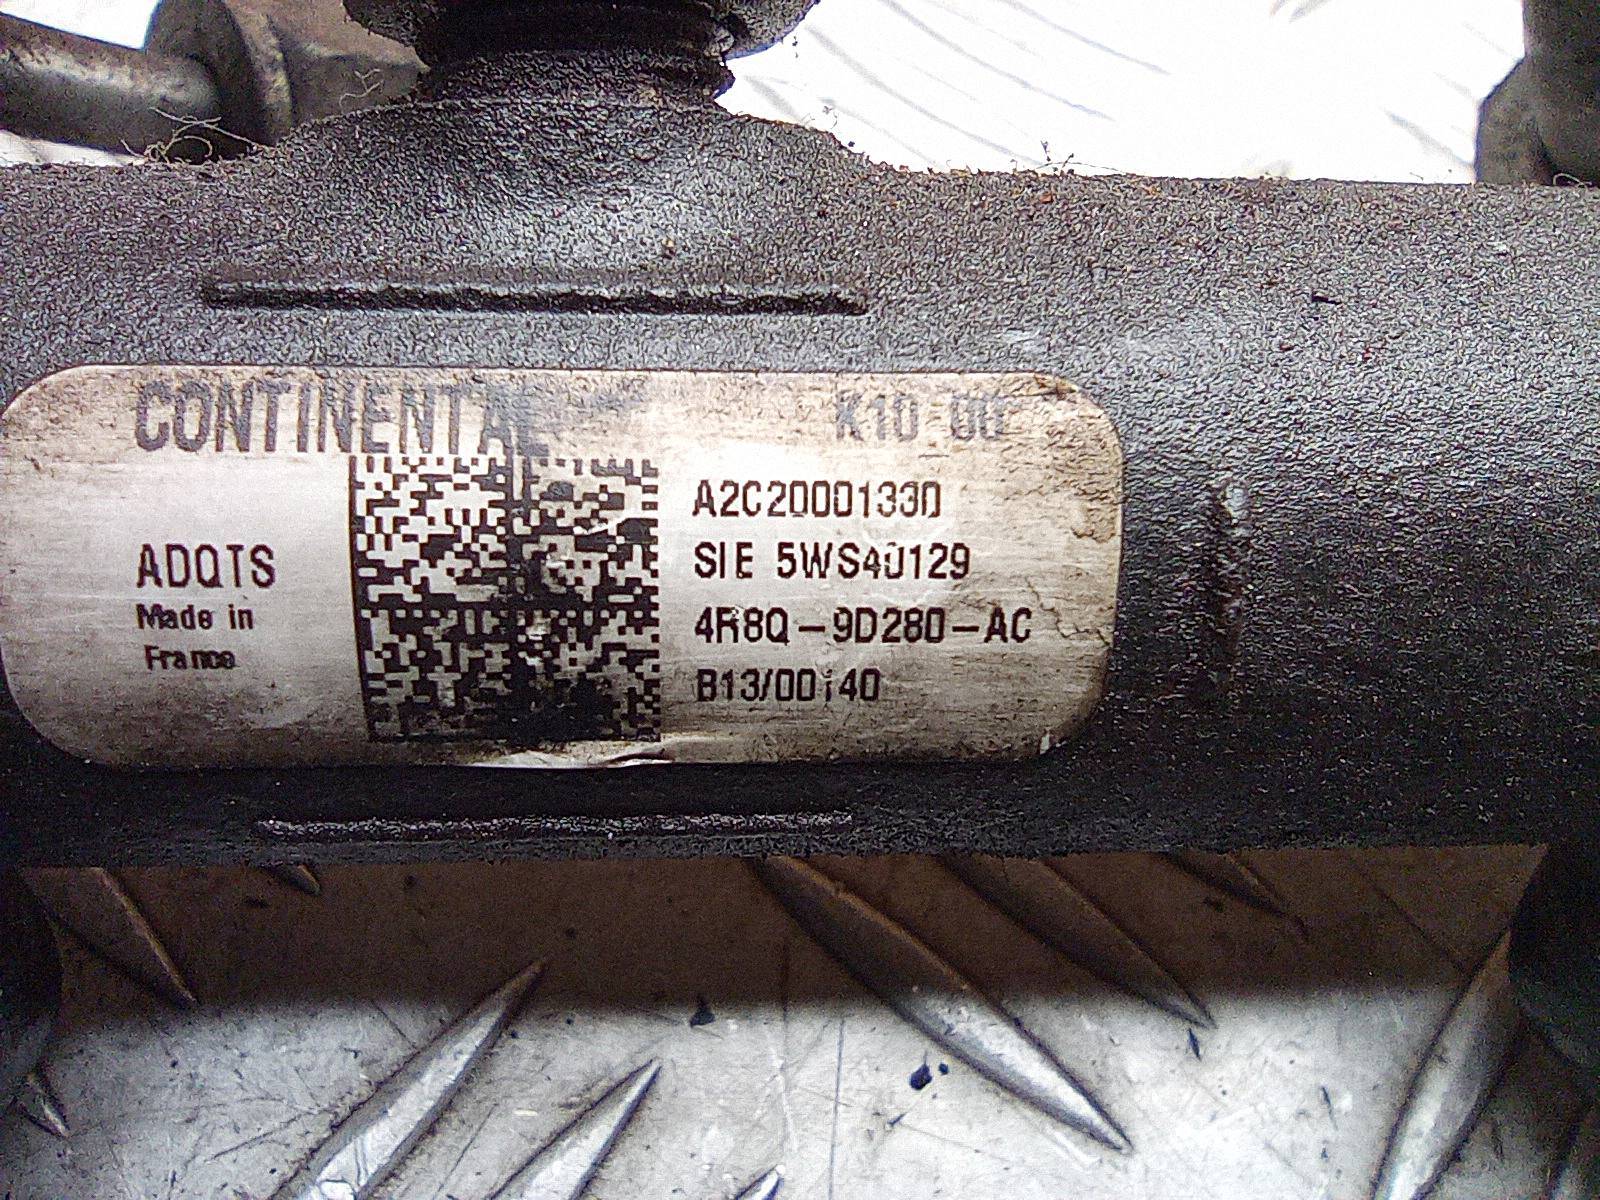 CONTINENTAL K10 00
A2C20001330
ADQTS SIE 5WS40129
Made in
France
4R8Q-9D280-AC
B13/00140